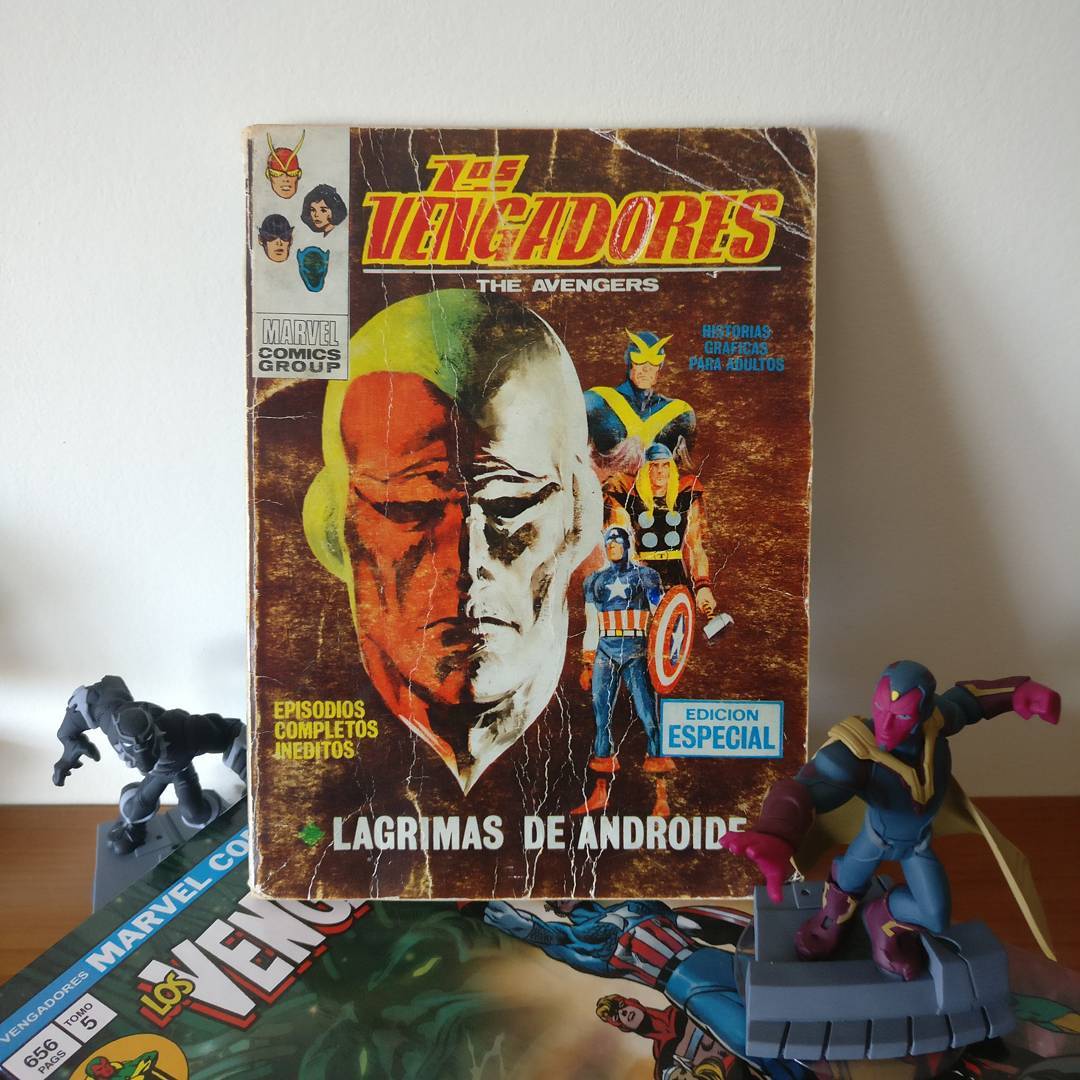 Los
VENGADORES
THE AVENGERS
MARVEL
COMICS
GROUP
HISTORIAS
GRAFICAS
PARA ADULTOS
EPISODIOS
COMPLETOS
INEDITOS
EDICION
ESPECIAL
LAGRIMAS DE ANDROIDE
VENGADORES MARVEL CO
656
PAGS
TOMO
5
LOS
VENG